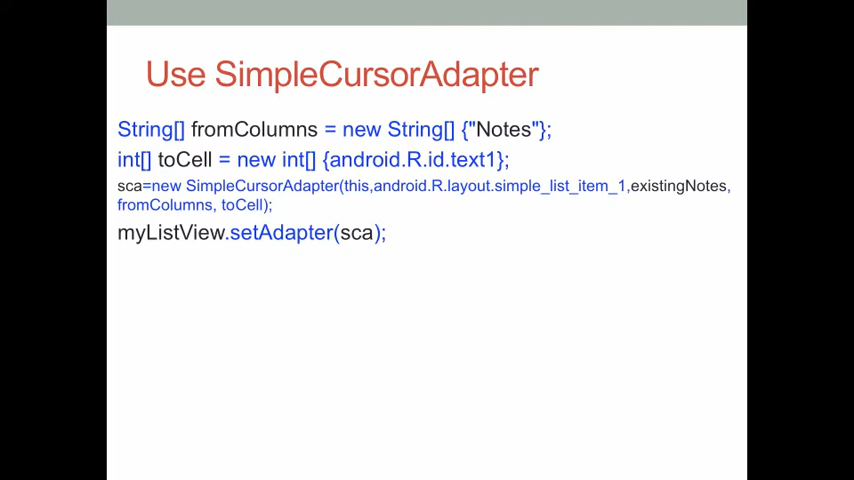 Use SimpleCursorAdapter
String[] fromColumns = new String[] {"Notes"};
int[] toCell = new int[] {android.R.id.text1};
sca=new SimpleCursorAdapter(this,android.R.layout.simple_list_item_1,existingNotes,
fromColumns, toCell);
myListView.setAdapter(sca);